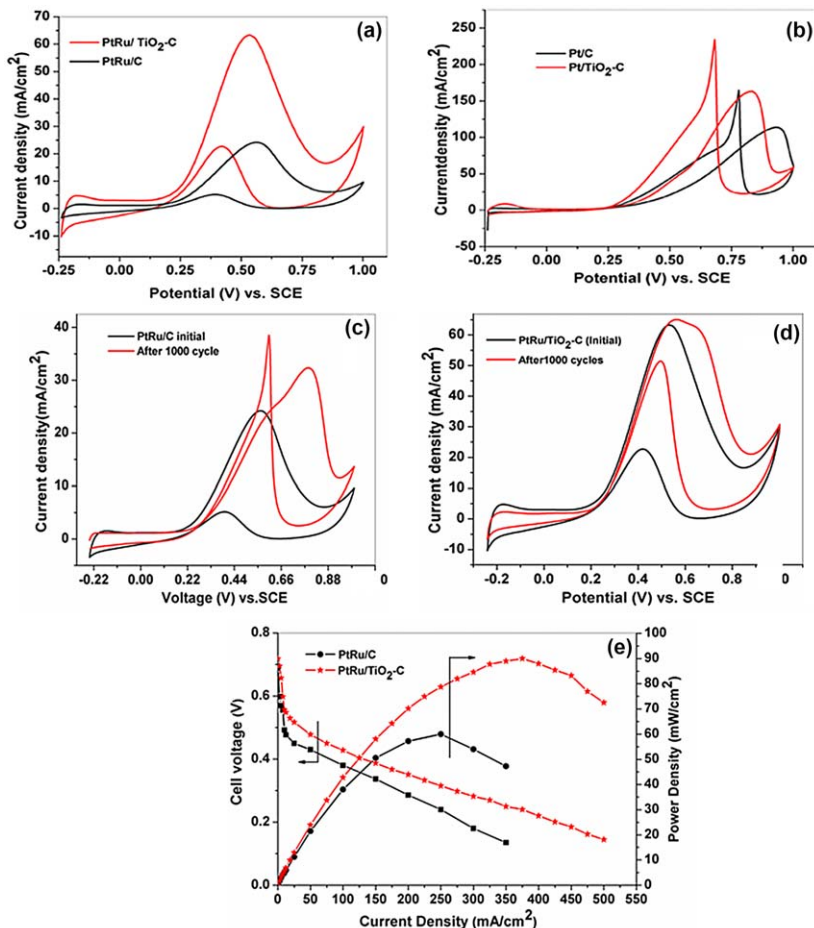 (a)
PtRu/ TiO2-C
PtRu/C
Current density (mA/cm2)
70
60
50
40
30
20
10
0
-10
-0.25 0.00 0.25 0.50 0.75 1.00
Potential (V) vs. SCE
(b)
Pt/C
Pt/TiO2-C
Currentdensity (mA/cm2)
250
200
150
100
50
0
-50
-0.25 0.00 0.25 0.50 0.75 1.00
Potential (V) vs. SCE
(c)
PtRu/C initial
After 1000 cycle
Current density(mA/cm2)
40
30
20
10
0
-0.22 0.00 0.22 0.44 0.66 0.88 0
Voltage (V) vs.SCE
(d)
PtRu/TiO2-C (Initial)
After1000 cycles
Currrent density(mA/cm2)
60
50
40
30
20
10
0
-10
-0.2 0.0 0.2 0.4 0.6 0.8 0
Potential (V) vs. SCE
(e)
PtRu/C
PtRu/TiO2-C
Cell voltage (V)
0.8
0.6
0.4
0.2
0.0
0 50 100 150 200 250 300 350 400 450 500 550
Current Density (mA/cm2)
100
90
80
70
60
50
40
30
20
10
0
Power Density (mW/cm2)